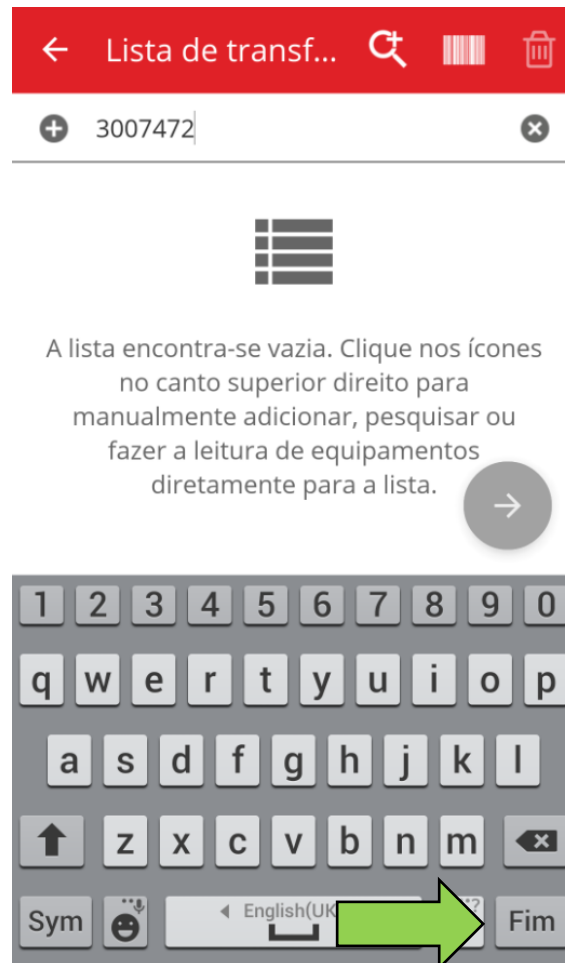 Lista de transf...
3007472
A lista encontra-se vazia. Clique nos ícones
no canto superior direito para
manualmente adicionar, pesquisar ou
fazer a leitura de equipamentos
diretamente para a lista.
1 2 3 4 5 6 7 8 9 0
q w e r t y u i o p
a s d f g h j k l
z x c v b n m
Sym English(UK ? Fim